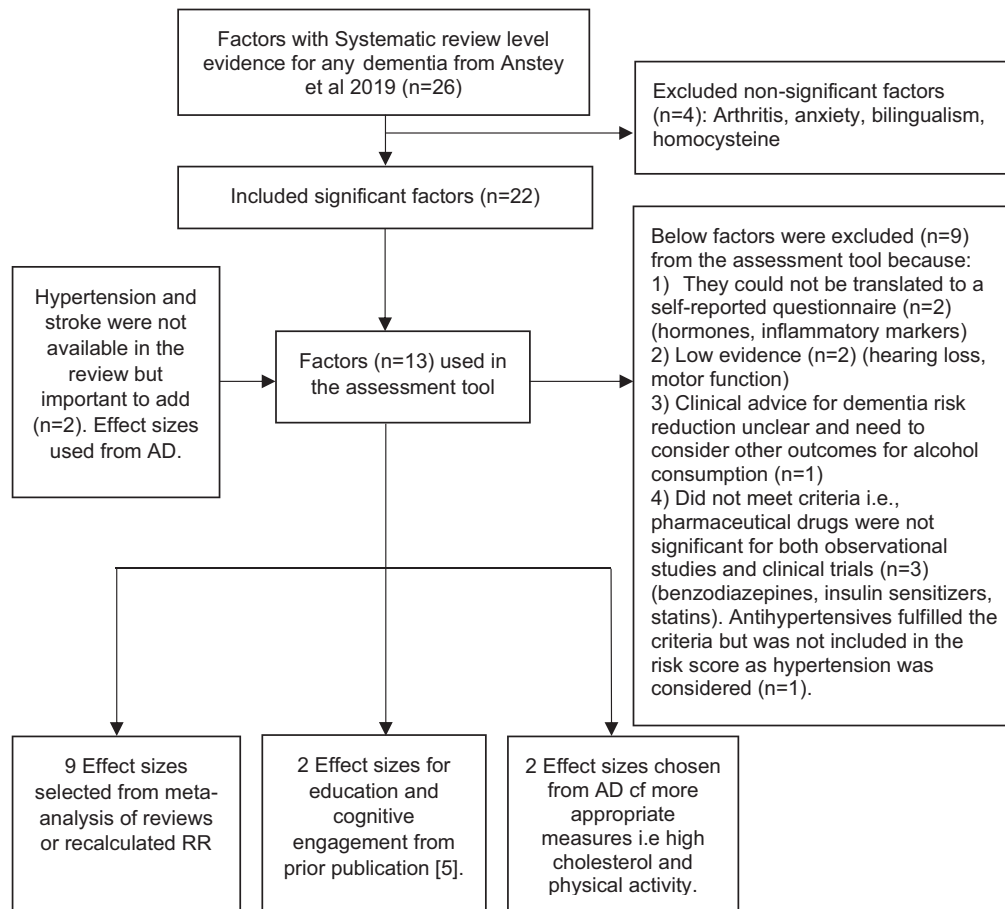 Factors with Systematic review level
evidence for any dementia from Anstey
et al 2019 (n=26)
Excluded non-significant factors
(n=4): Arthritis, anxiety, bilingualism,
homocysteine
Included significant factors (n=22)
Below factors were excluded (n=9)
from the assessment tool because:
1) They could not be translated to a
self-reported questionnaire (n=2)
(hormones, inflammatory markers)
2) Low evidence (n=2) (hearing loss,
motor function)
3) Clinical advice for dementia risk
reduction unclear and need to
consider other outcomes for alcohol
consumption (n=1)
4) Did not meet criteria i.e.,
pharmaceutical drugs were not
significant for both observational
studies and clinical trials (n=3)
(benzodiazepines, insulin sensitizers,
statins). Antihypertensives fulfilled the
criteria but was not included in the
risk score as hypertension was
considered (n=1).
Hypertension and
stroke were not
available in the
review but
important to add
(n=2). Effect sizes
used from AD.
Factors (n=13) used in
the assessment tool
9 Effect sizes
selected from meta-
analysis of reviews
or recalculated RR
2 Effect sizes for
education and
cognitive
engagement from
prior publication [5].
2 Effect sizes chosen
from AD cf more
appropriate
measures i.e high
cholesterol and
physical activity.